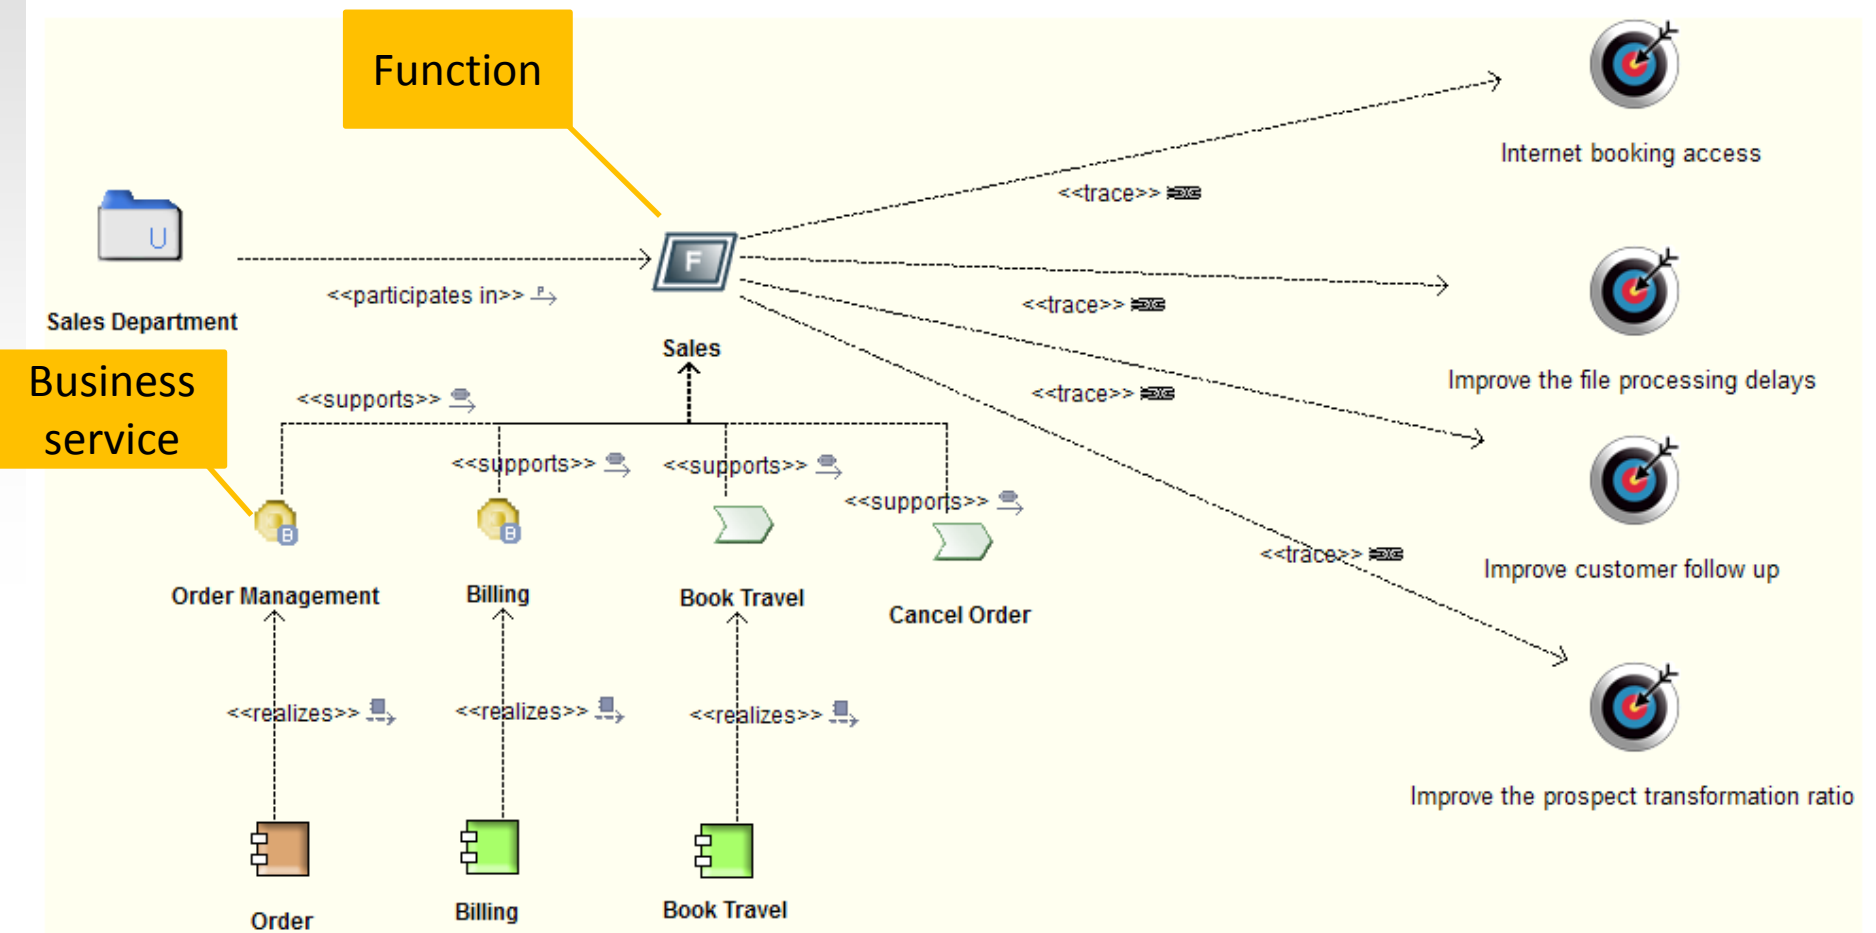 Function
Internet booking access
<<trace>>
U
F
<<participates in>> P
<<trace>>
Sales Department
Sales
Improve the file processing delays
Business
service
<<supports>>
<<trace>>
<<supports>>
<<supports>>
<<supports>>
B
B
<<trace>>
Improve customer follow up
Order Management
Billing
Book Travel
Cancel Order
<<realizes>>
<<realizes>>
<<realizes>>
Improve the prospect transformation ratio
Order
Billing
Book Travel